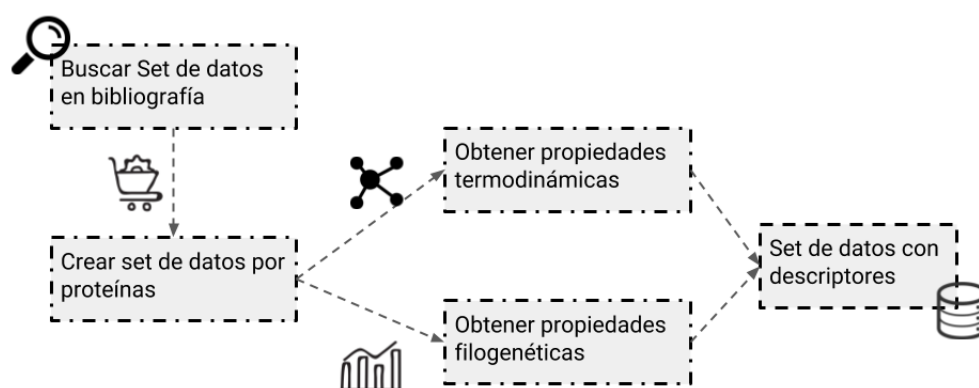 Buscar Set de datos
en bibliografía
Obtener propiedades
termodinámicas
Crear set de datos por
proteínas
Set de datos con
descriptores
Obtener propiedades
filogenéticas